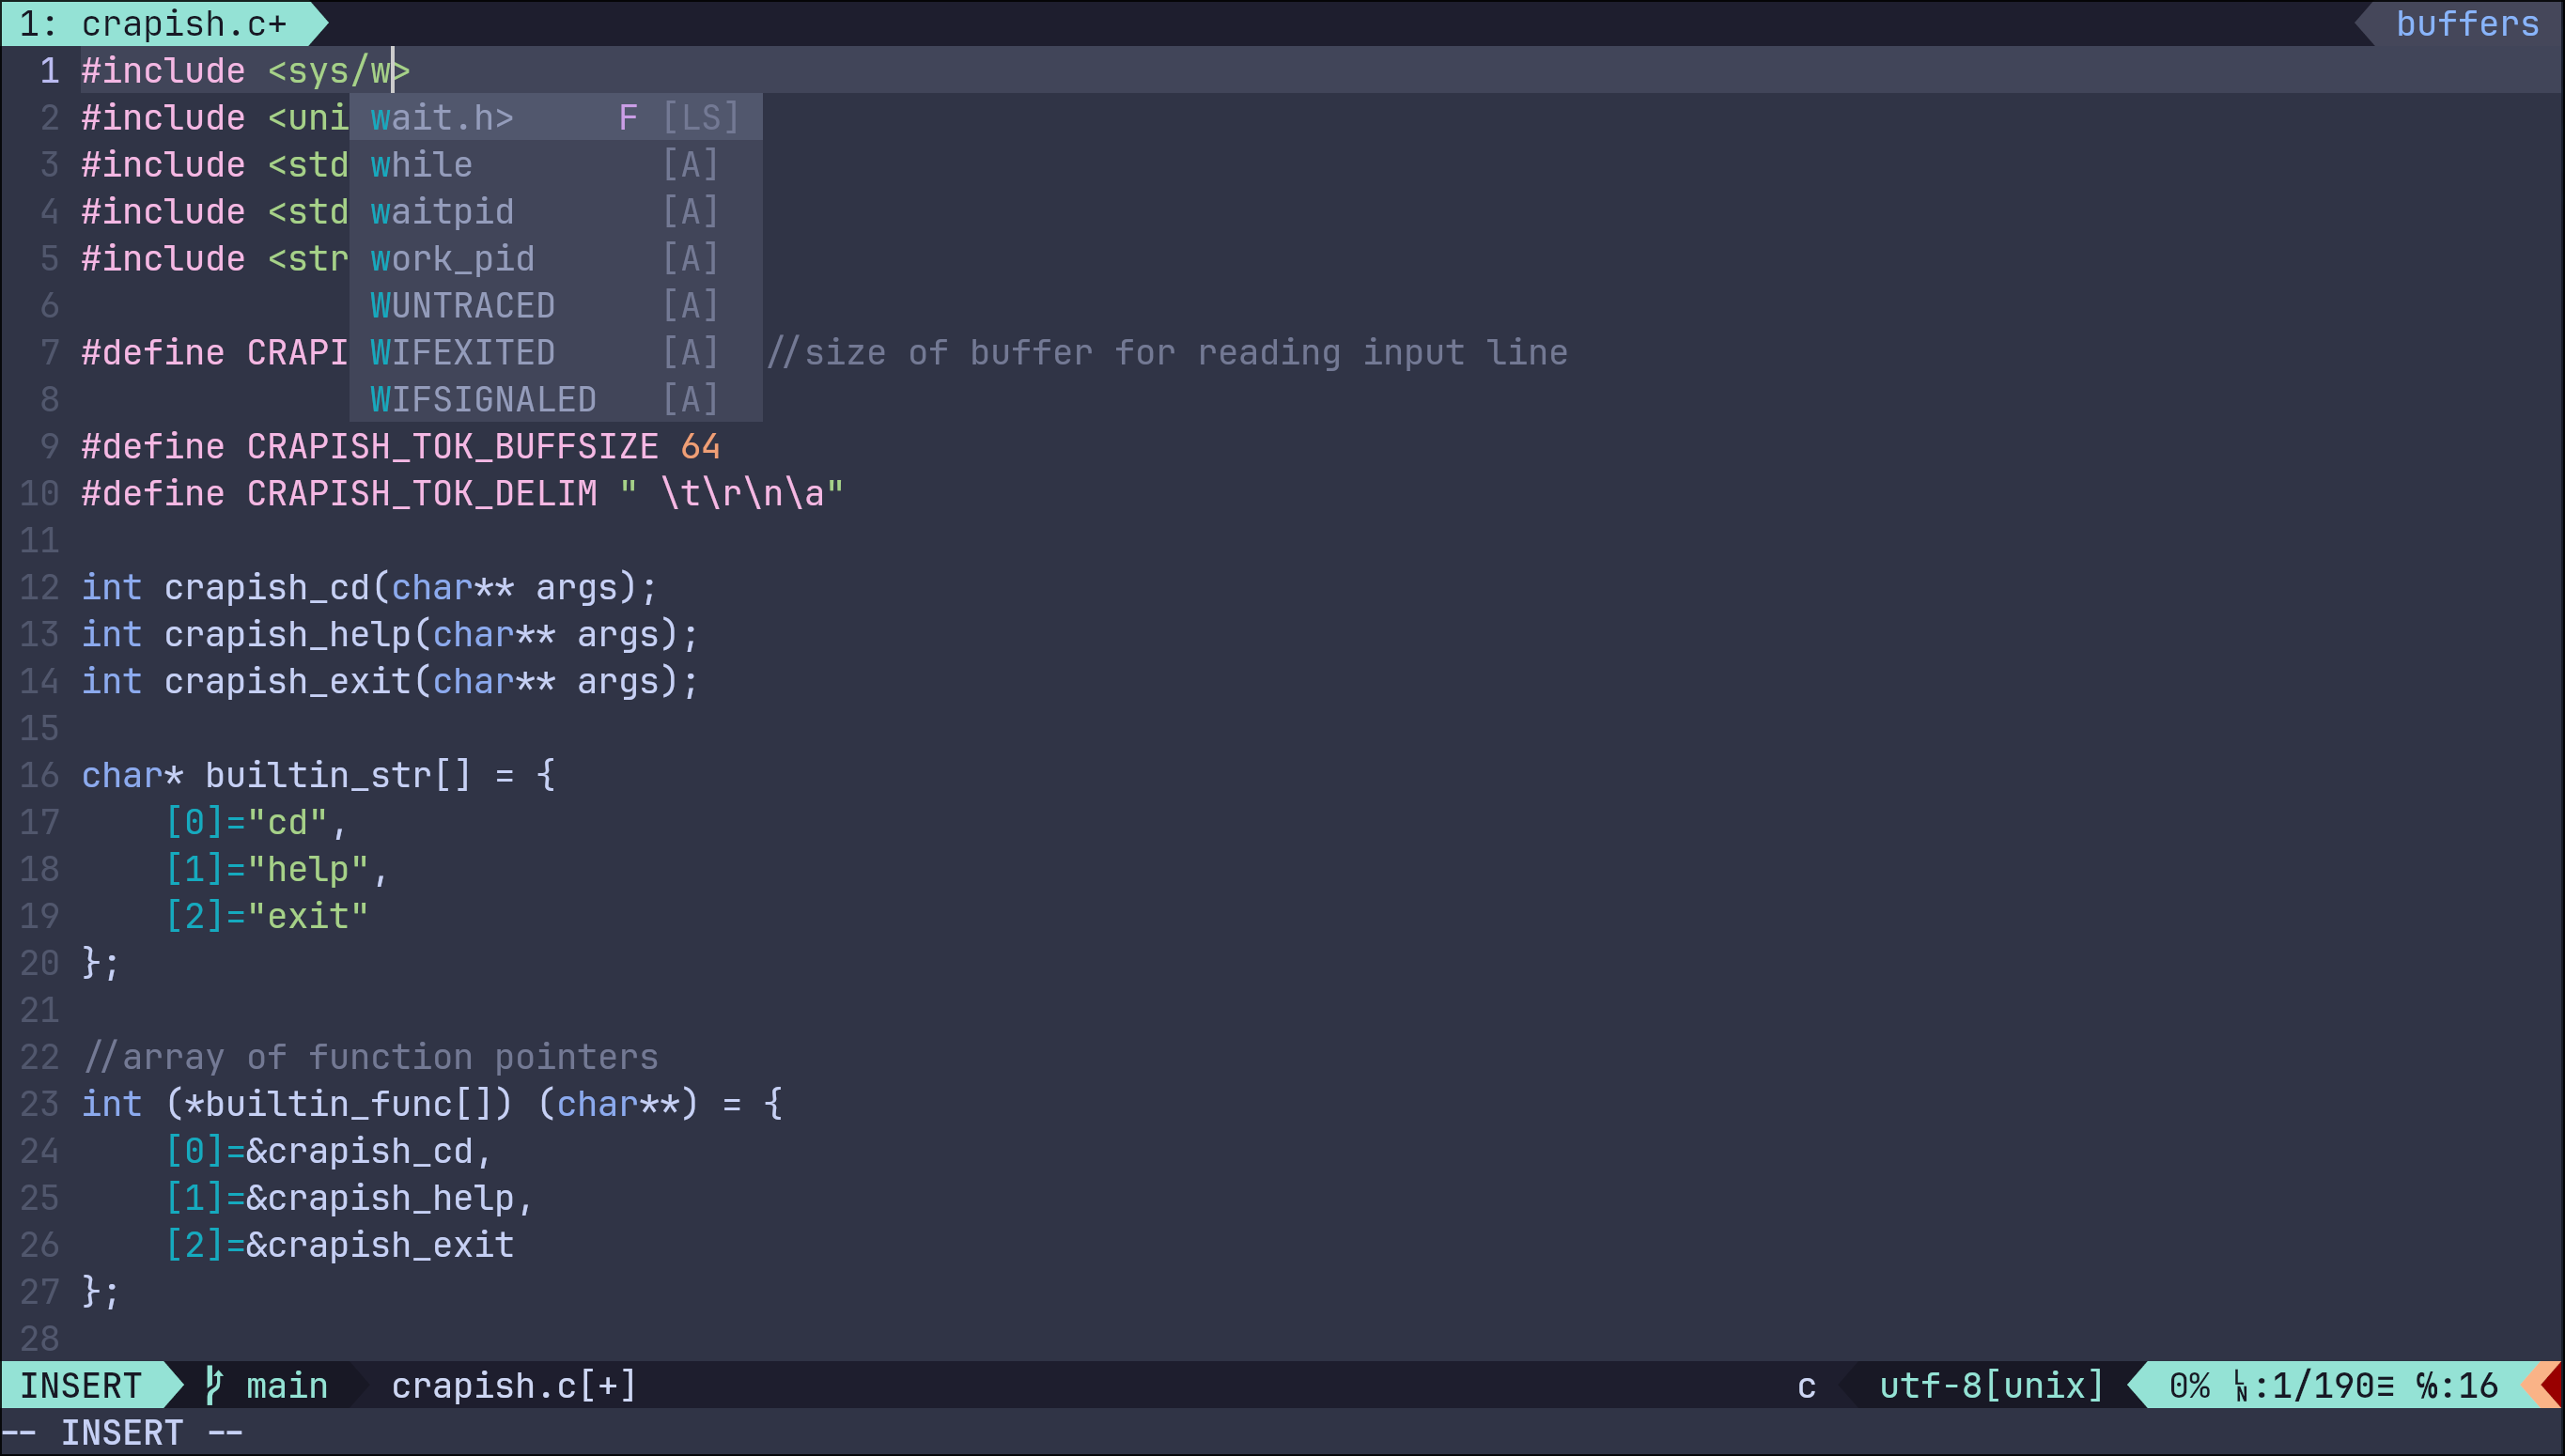 1: crapish.c+ buffers
1 #include <sys/w>
2 #include <uni wait.h> F [LS]
3 #include <std while [A]
4 #include <std waitpid [A]
5 #include <str work_pid [A]
6 WUNTRACED [A]
7 #define CRAPI WIFEXITED [A] //size of buffer for reading input line
8 WIFSIGNALED [A]
9 #define CRAPISH_TOK_BUFFSIZE 64
10 #define CRAPISH_TOK_DELIM " \t\r\n\a"
11
12 int crapish_cd(char** args);
13 int crapish_help(char** args);
14 int crapish_exit(char** args);
15
16 char* builtin_str[] = {
17     [0]="cd",
18     [1]="help",
19     [2]="exit"
20 };
21
22 //array of function pointers
23 int (*builtin_func[]) (char**) = {
24     [0]=&crapish_cd,
25     [1]=&crapish_help,
26     [2]=&crapish_exit
27 };
28
INSERT main crapish.c[+] c utf-8[unix] 0% ␊:1/190≡ ℅:16
-- INSERT --